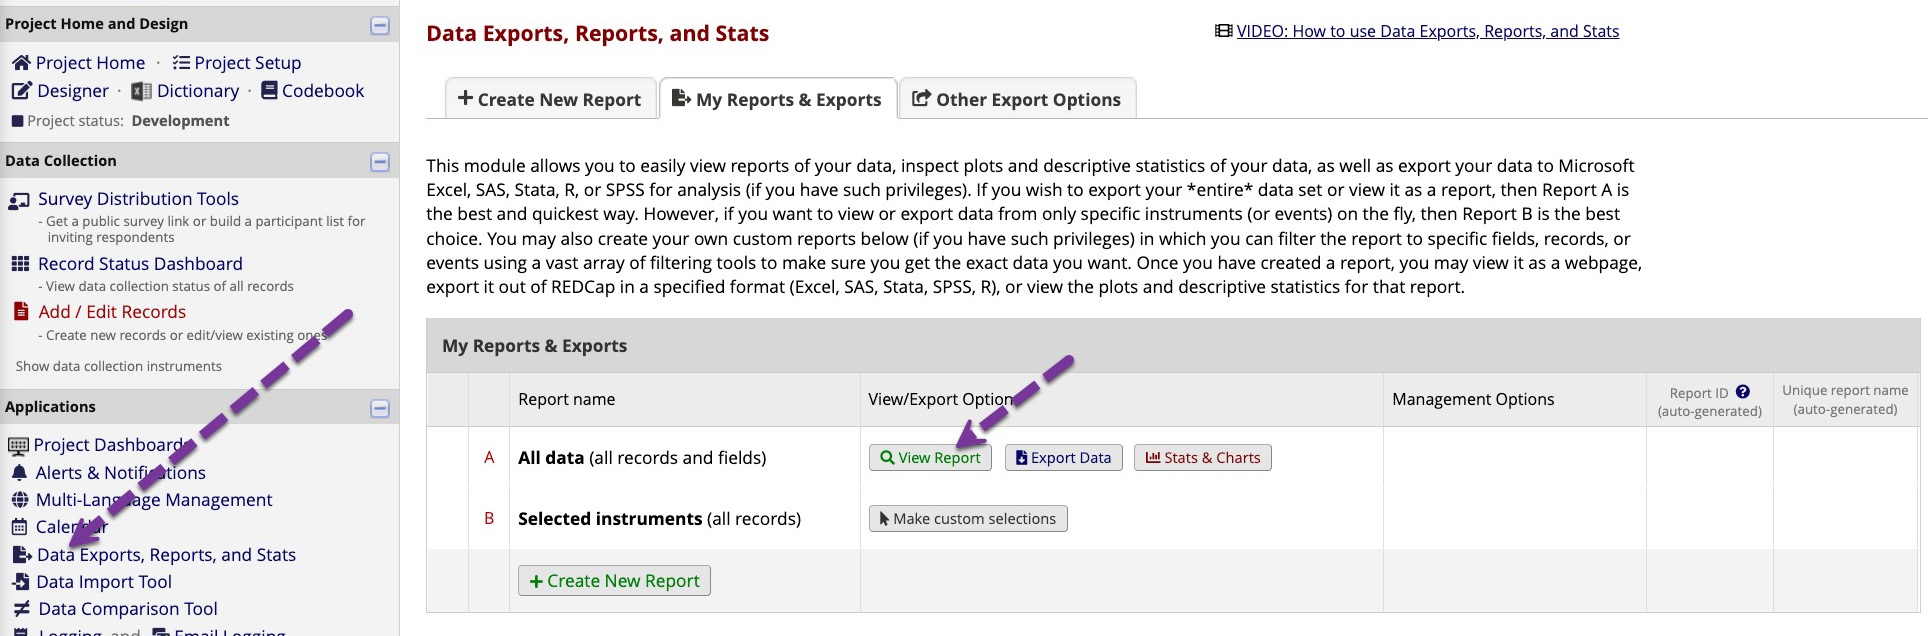 Project Home and Design
Project Home · Project Setup
Designer · Dictionary · Codebook
Project status: Development
Data Collection
Survey Distribution Tools
- Get a public survey link or build a participant list for
inviting respondents
Record Status Dashboard
- View data collection status of all records
Add / Edit Records
- Create new records or edit/view existing ones
Show data collection instruments
Applications
Project Dashboards
Alerts & Notifications
Multi-Language Management
Calendar
Data Exports, Reports, and Stats
Data Import Tool
Data Comparison Tool
Logging and Email Logging
Data Exports, Reports, and Stats
VIDEO: How to use Data Exports, Reports, and Stats
+ Create New Report
My Reports & Exports
Other Export Options
This module allows you to easily view reports of your data, inspect plots and descriptive statistics of your data, as well as export your data to Microsoft
Excel, SAS, Stata, R, or SPSS for analysis (if you have such privileges). If you wish to export your *entire* data set or view it as a report, then Report A is
the best and quickest way. However, if you want to view or export data from only specific instruments (or events) on the fly, then Report B is the best
choice. You may also create your own custom reports below (if you have such privileges) in which you can filter the report to specific fields, records, or
events using a vast array of filtering tools to make sure you get the exact data you want. Once you have created a report, you may view it as a webpage,
export it out of REDCap in a specified format (Excel, SAS, Stata, SPSS, R), or view the plots and descriptive statistics for that report.
My Reports & Exports
Report name
View/Export Options
Management Options
Report ID ?
(auto-generated)
Unique report name
(auto-generated)
A All data (all records and fields) View Report Export Data Stats & Charts
B Selected instruments (all records) Make custom selections
+ Create New Report